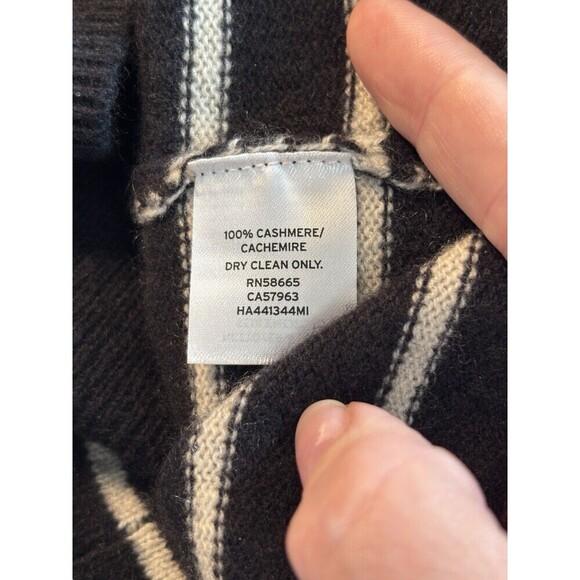 100% CASHMERE/
CACHEMIRE
DRY CLEAN ONLY.
RN58665
CA57963
HA441344MI